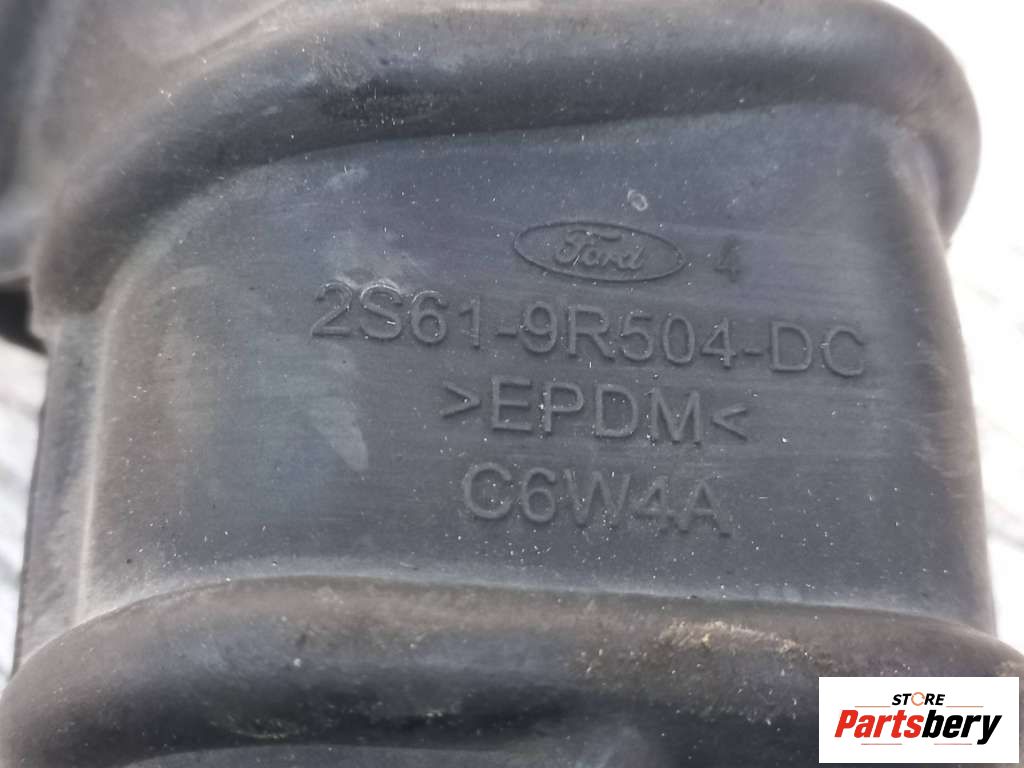 Ford 4
2S61-9R504-DC
>EPDM<
C6W4A
STORE
Partsbery